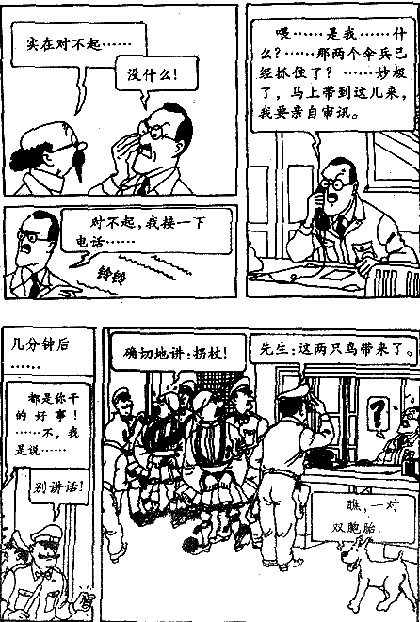 实在对不起……
没什么！
喂……是我……什
么？……那两个伞兵已
经抓住了？……妙极
了，马上带到这儿来，
我要亲自审讯。
对不起，我接一下
电话……
铃铃
几分钟后
……
都是你干
的好事！
……不，我
是说……
别讲话！
确切地讲：拐杖！
先生：这两只鸟带来了。
？
瞧，一对
双胞胎